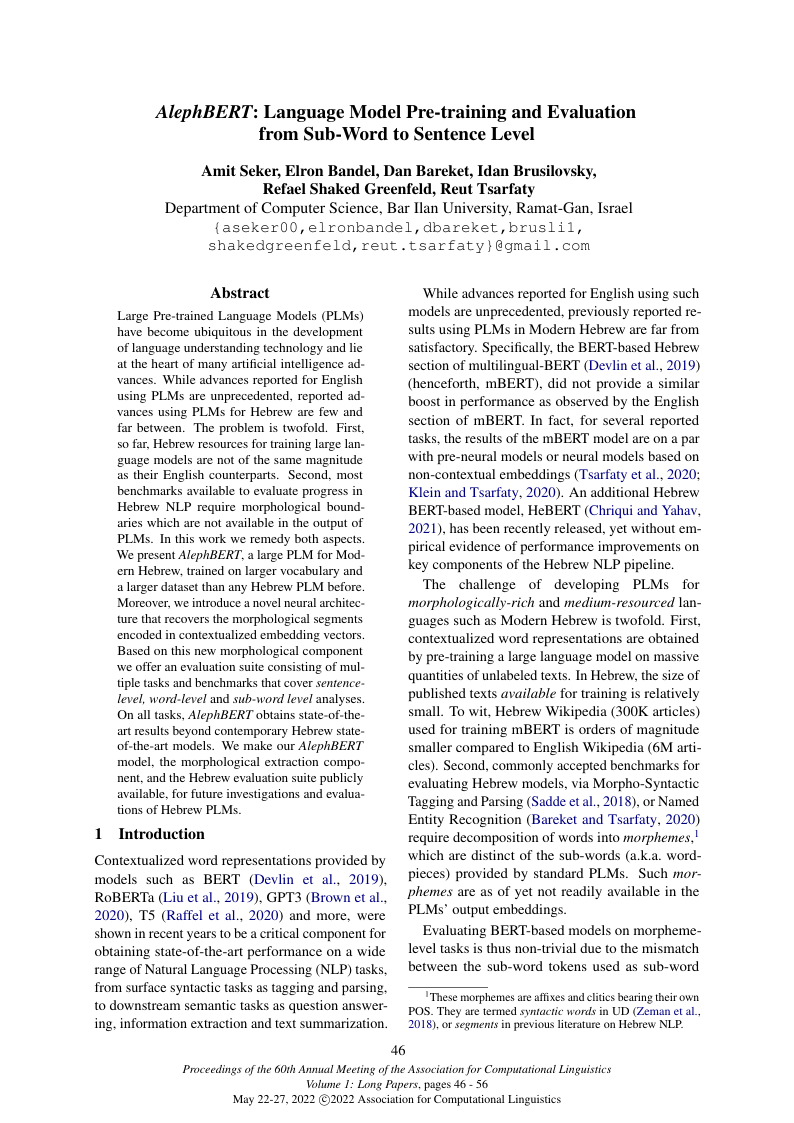 AlephBERT: Language Model Pre-training and Evaluation
from Sub-Word to Sentence Level
Amit Seker, Elron Bandel, Dan Bareket, Idan Brusilovsky,
Refael Shaked Greenfeld, Reut Tsarfaty
Department of Computer Science, Bar Ilan University, Ramat-Gan, Israel
{aseker00,elronbandel,dbareket,brusli1,
shakedgreenfeld,reut.tsarfaty}@gmail.com
Abstract
Large Pre-trained Language Models (PLMs)
have become ubiquitous in the development
of language understanding technology and lie
at the heart of many artificial intelligence ad-
vances. While advances reported for English
using PLMs are unprecedented, reported ad-
vances using PLMs for Hebrew are few and
far between. The problem is twofold. First,
so far, Hebrew resources for training large lan-
guage models are not of the same magnitude
as their English counterparts. Second, most
benchmarks available to evaluate progress in
Hebrew NLP require morphological bound-
aries which are not available in the output of
PLMs. In this work we remedy both aspects.
We present AlephBERT, a large PLM for Mod-
ern Hebrew, trained on larger vocabulary and
a larger dataset than any Hebrew PLM before.
Moreover, we introduce a novel neural architec-
ture that recovers the morphological segments
encoded in contextualized embedding vectors.
Based on this new morphological component
we offer an evaluation suite consisting of mul-
tiple tasks and benchmarks that cover sentence-
level, word-level and sub-word level analyses.
On all tasks, AlephBERT obtains state-of-the-
art results beyond contemporary Hebrew state-
of-the-art models. We make our AlephBERT
model, the morphological extraction compo-
nent, and the Hebrew evaluation suite publicly
available, for future investigations and evalua-
tions of Hebrew PLMs.
1 Introduction
Contextualized word representations provided by
models such as BERT (Devlin et al., 2019),
RoBERTa (Liu et al., 2019), GPT3 (Brown et al.,
2020), T5 (Raffel et al., 2020) and more, were
shown in recent years to be a critical component for
obtaining state-of-the-art performance on a wide
range of Natural Language Processing (NLP) tasks,
from surface syntactic tasks as tagging and parsing,
to downstream semantic tasks as question answer-
ing, information extraction and text summarization.
While advances reported for English using such
models are unprecedented, previously reported re-
sults using PLMs in Modern Hebrew are far from
satisfactory. Specifically, the BERT-based Hebrew
section of multilingual-BERT (Devlin et al., 2019)
(henceforth, mBERT), did not provide a similar
boost in performance as observed by the English
section of mBERT. In fact, for several reported
tasks, the results of the mBERT model are on a par
with pre-neural models or neural models based on
non-contextual embeddings (Tsarfaty et al., 2020;
Klein and Tsarfaty, 2020). An additional Hebrew
BERT-based model, HeBERT (Chriqui and Yahav,
2021), has been recently released, yet without em-
pirical evidence of performance improvements on
key components of the Hebrew NLP pipeline.
The challenge of developing PLMs for
morphologically-rich and medium-resourced lan-
guages such as Modern Hebrew is twofold. First,
contextualized word representations are obtained
by pre-training a large language model on massive
quantities of unlabeled texts. In Hebrew, the size of
published texts available for training is relatively
small. To wit, Hebrew Wikipedia (300K articles)
used for training mBERT is orders of magnitude
smaller compared to English Wikipedia (6M arti-
cles). Second, commonly accepted benchmarks for
evaluating Hebrew models, via Morpho-Syntactic
Tagging and Parsing (Sadde et al., 2018), or Named
Entity Recognition (Bareket and Tsarfaty, 2020)
require decomposition of words into morphemes,1
which are distinct of the sub-words (a.k.a. word-
pieces) provided by standard PLMs. Such mor-
phemes are as of yet not readily available in the
PLMs' output embeddings.
Evaluating BERT-based models on morpheme-
level tasks is thus non-trivial due to the mismatch
between the sub-word tokens used as sub-word
1These morphemes are affixes and clitics bearing their own
POS. They are termed syntactic words in UD (Zeman et al.,
2018), or segments in previous literature on Hebrew NLP.
46
Proceedings of the 60th Annual Meeting of the Association for Computational Linguistics
Volume 1: Long Papers, pages 46 - 56
May 22-27, 2022 ©2022 Association for Computational Linguistics